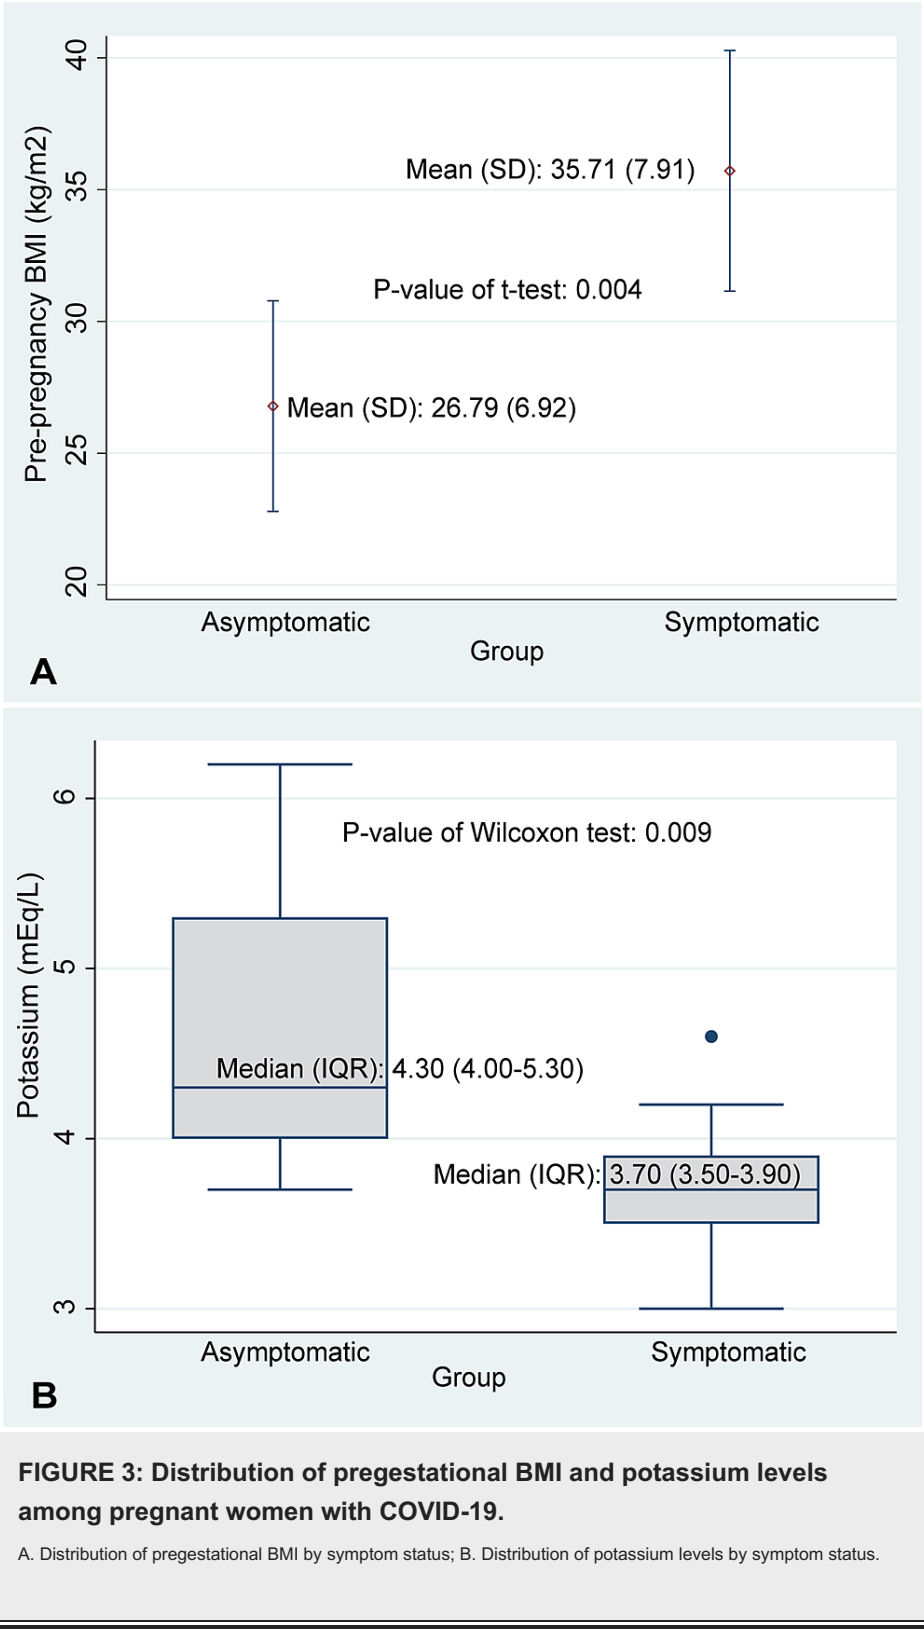 40
Mean (SD): 35.71 (7.91)
35
P-value of t-test: 0.004
30
Mean (SD): 26.79 (6.92)
25
20
Pre-pregnancy BMI (kg/m2)
Asymptomatic Symptomatic
Group
A
6
P-value of Wilcoxon test: 0.009
5
Median (IQR): 4.30 (4.00-5.30)
4
Median (IQR): 3.70 (3.50-3.90)
3
Potassium (mEq/L)
Asymptomatic Symptomatic
Group
B
FIGURE 3: Distribution of pregestational BMI and potassium levels
among pregnant women with COVID-19.
A. Distribution of pregestational BMI by symptom status; B. Distribution of potassium levels by symptom status.